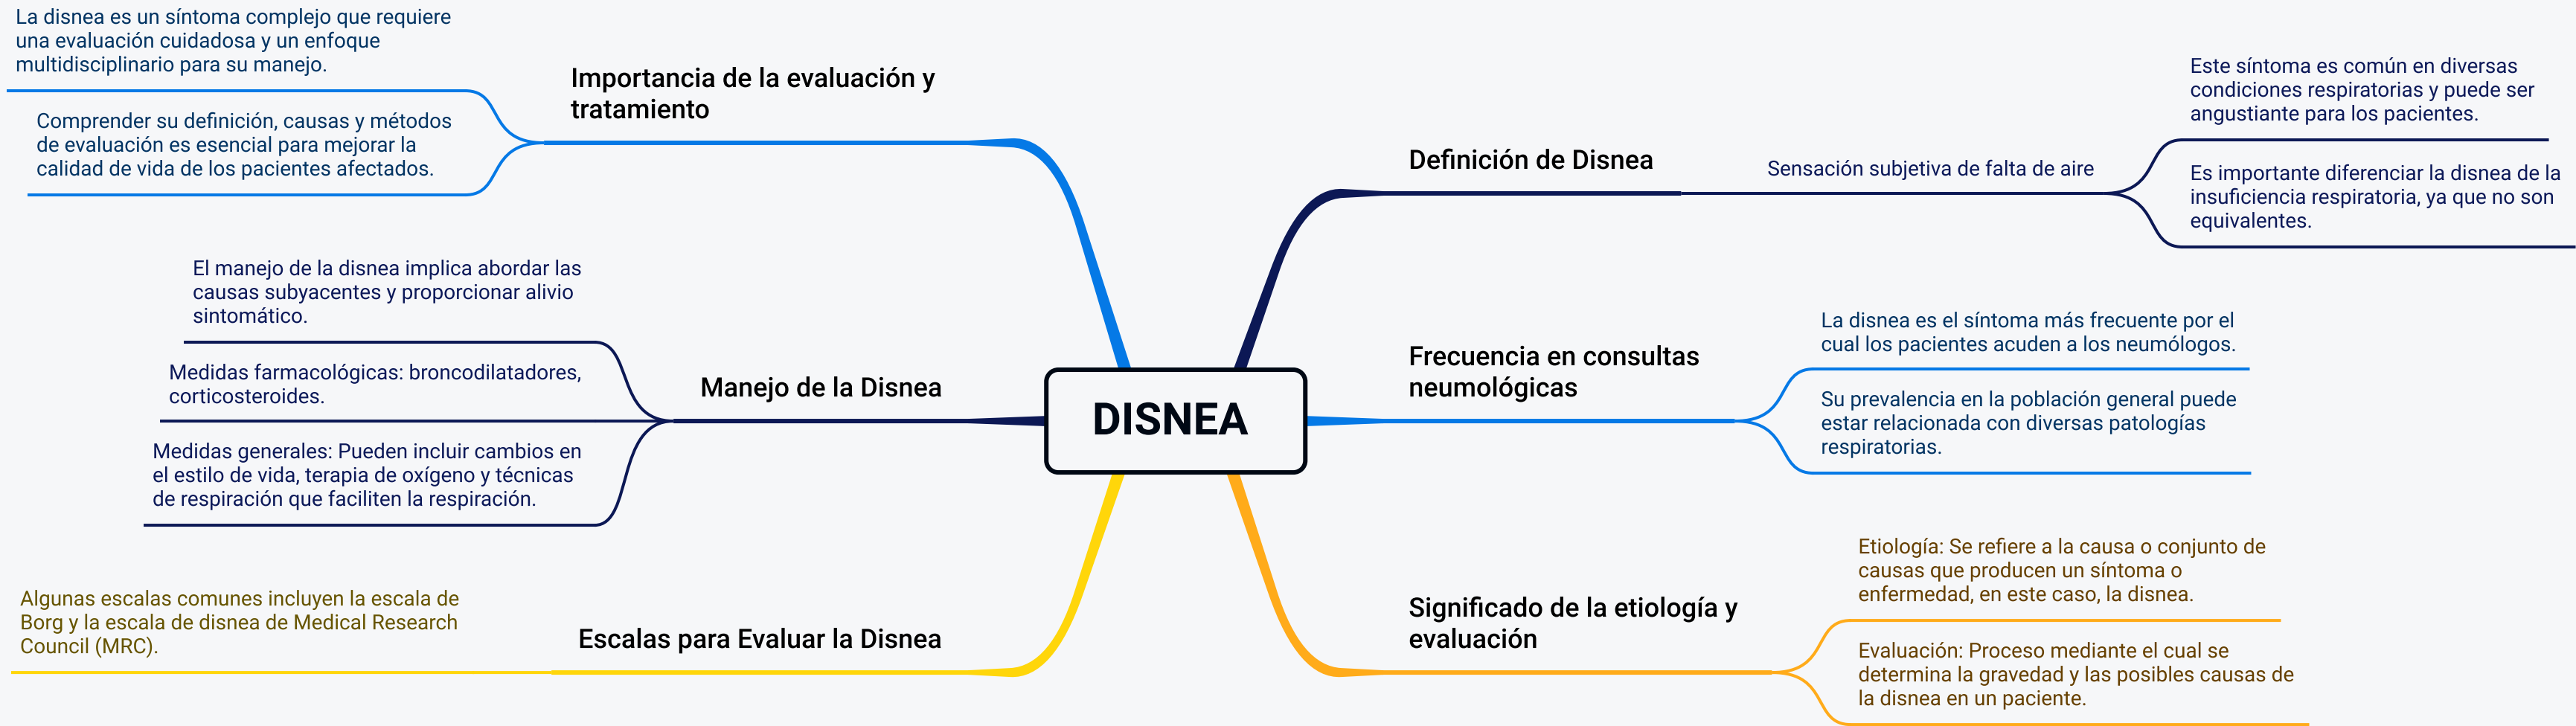 DISNEA
Importancia de la evaluación y
tratamiento
La disnea es un síntoma complejo que requiere
una evaluación cuidadosa y un enfoque
multidisciplinario para su manejo.
Comprender su definición, causas y métodos
de evaluación es esencial para mejorar la
calidad de vida de los pacientes afectados.
Manejo de la Disnea
El manejo de la disnea implica abordar las
causas subyacentes y proporcionar alivio
sintomático.
Medidas farmacológicas: broncodilatadores,
corticosteroides.
Medidas generales: Pueden incluir cambios en
el estilo de vida, terapia de oxígeno y técnicas
de respiración que faciliten la respiración.
Escalas para Evaluar la Disnea
Algunas escalas comunes incluyen la escala de
Borg y la escala de disnea de Medical Research
Council (MRC).
Definición de Disnea
Sensación subjetiva de falta de aire
Este síntoma es común en diversas
condiciones respiratorias y puede ser
angustiante para los pacientes.
Es importante diferenciar la disnea de la
insuficiencia respiratoria, ya que no son
equivalentes.
Frecuencia en consultas
neumológicas
La disnea es el síntoma más frecuente por el
cual los pacientes acuden a los neumólogos.
Su prevalencia en la población general puede
estar relacionada con diversas patologías
respiratorias.
Significado de la etiología y
evaluación
Etiología: Se refiere a la causa o conjunto de
causas que producen un síntoma o
enfermedad, en este caso, la disnea.
Evaluación: Proceso mediante el cual se
determina la gravedad y las posibles causas de
la disnea en un paciente.